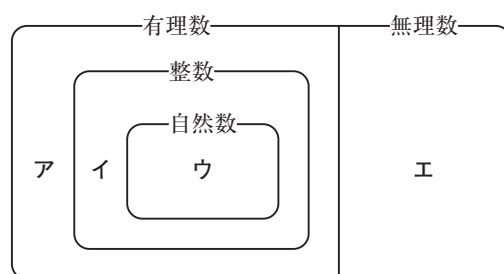 有理数 無理数
整数
自然数
ア イ ウ エ